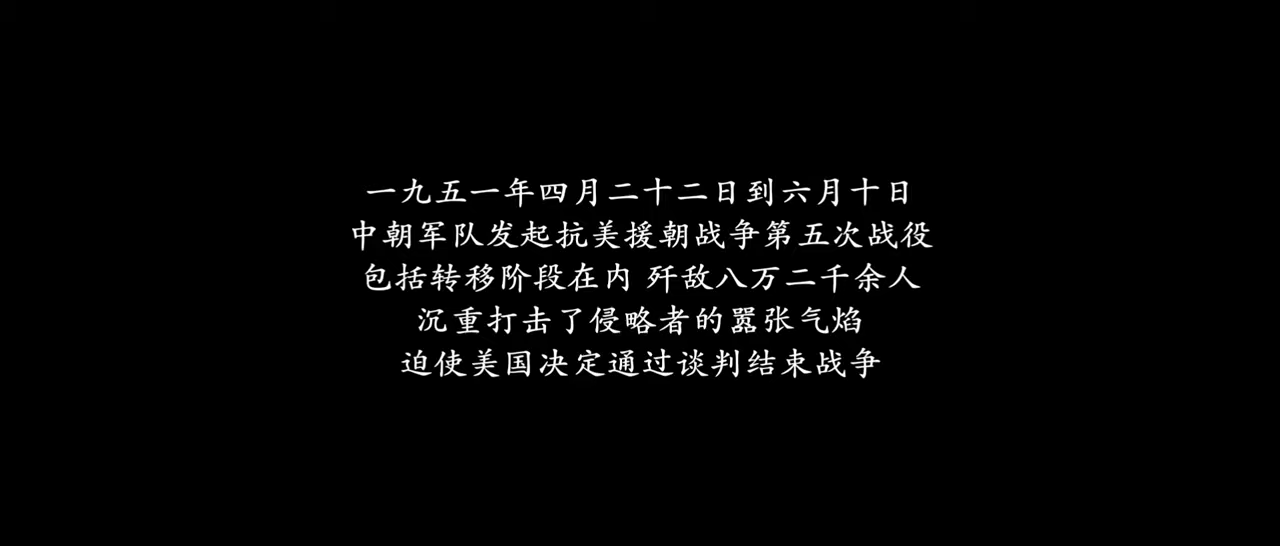 一九五一年四月二十二日到六月十日
中朝军队发起抗美援朝战争第五次战役
包括转移阶段在内 歼敌八万二千余人
沉重打击了侵略者的嚣张气焰
迫使美国决定通过谈判结束战争